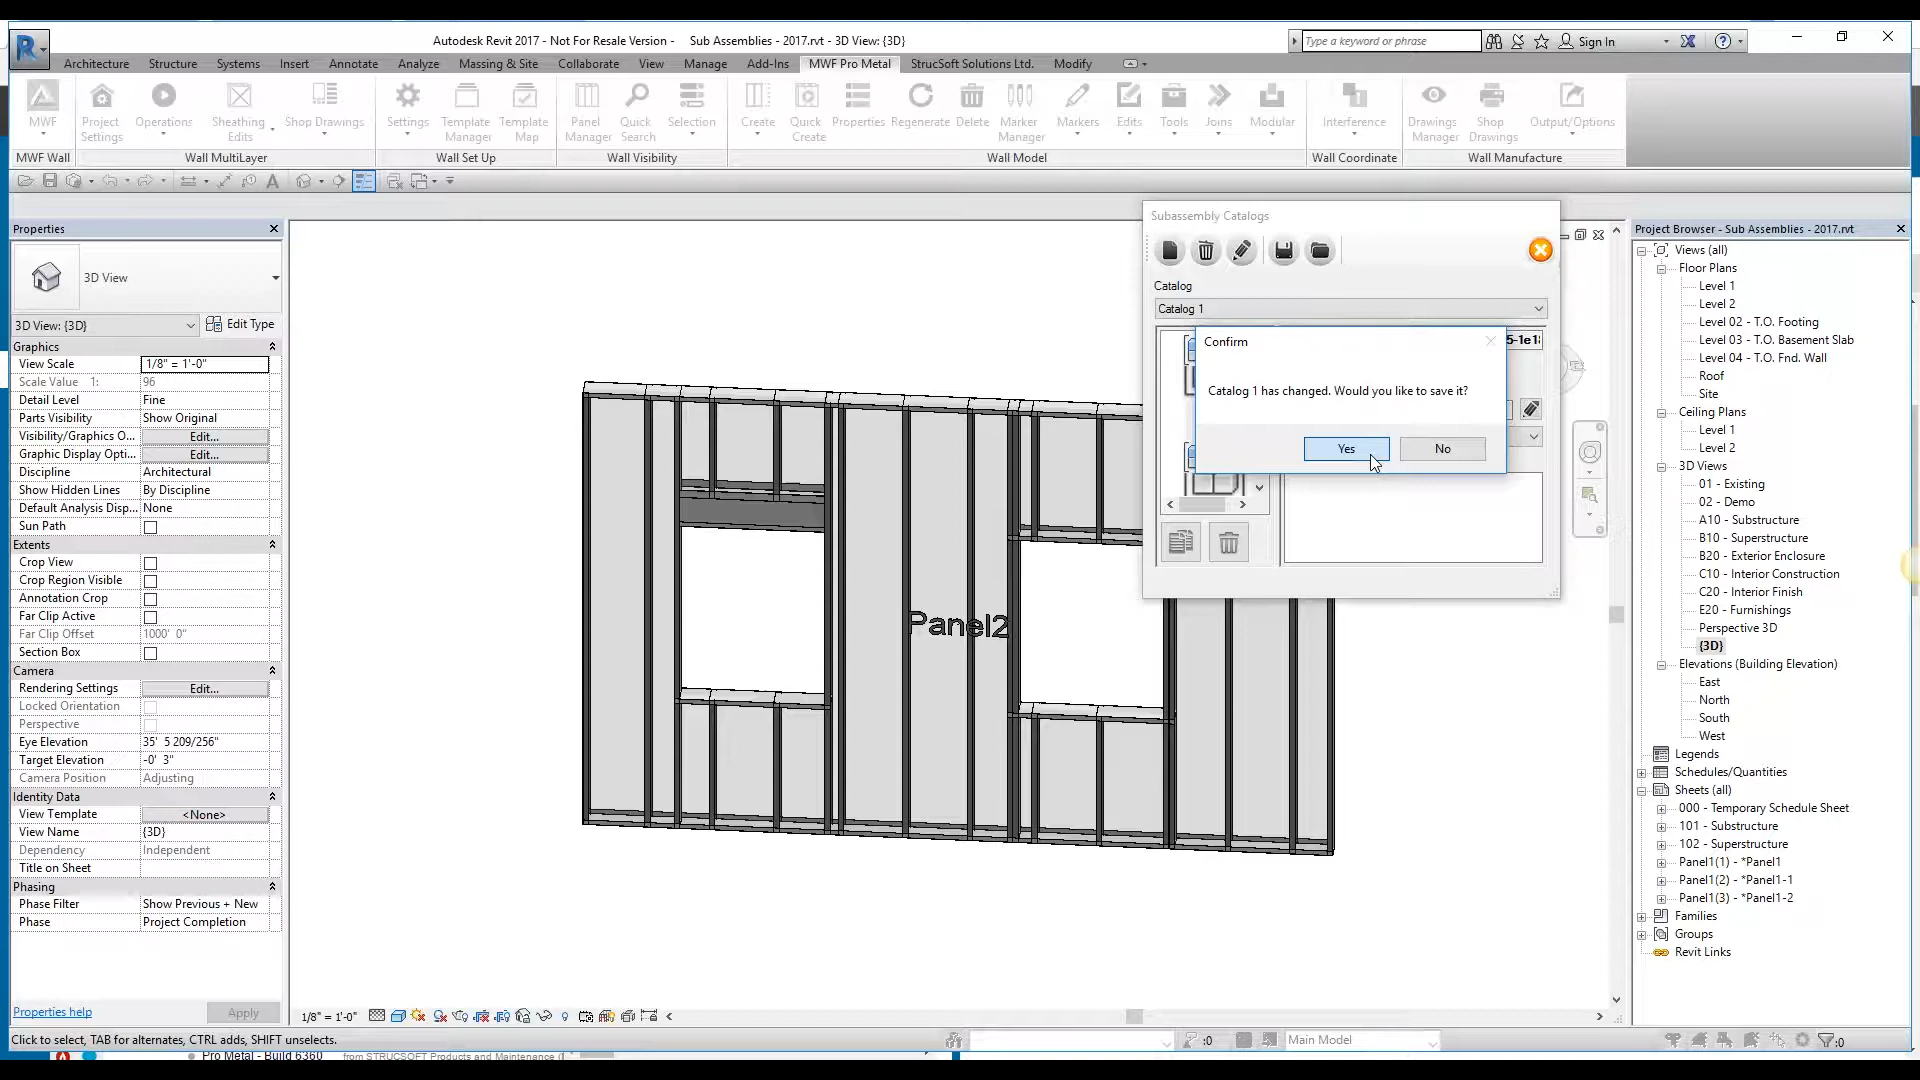 Autodesk Revit 2017 - Not For Resale Version - Sub Assemblies - 2017.rvt - 3D View: {3D}
Type a keyword or phrase
Sign In
Architecture Structure Systems Insert Annotate Analyze Massing & Site Collaborate View Manage Add-Ins MWF Pro Metal StrucSoft Solutions Ltd. Modify
MWF
Project Settings
Operations
Sheathing Edits
Shop Drawings
Settings
Template Manager
Template Map
Panel Manager
Quick Search
Selection
Create
Quick Create
Properties
Regenerate
Delete
Marker Manager
Markers
Edits
Tools
Joins
Modular
Interference
Drawings Manager
Shop Drawings
Output/Options
MWF Wall
Wall MultiLayer
Wall Set Up
Wall Visibility
Wall Model
Wall Coordinate
Wall Manufacture
Properties
3D View
3D View: {3D}
Edit Type
Graphics
View Scale 1/8" = 1'-0"
Scale Value 1: 96
Detail Level Fine
Parts Visibility Show Original
Visibility/Graphics O... Edit...
Graphic Display Opti... Edit...
Discipline Architectural
Show Hidden Lines By Discipline
Default Analysis Disp... None
Sun Path
Extents
Crop View
Crop Region Visible
Annotation Crop
Far Clip Active
Far Clip Offset 1000' 0"
Section Box
Camera
Rendering Settings Edit...
Locked Orientation
Perspective
Eye Elevation 35' 5 209/256"
Target Elevation -0' 3"
Camera Position Adjusting
Identity Data
View Template <None>
View Name {3D}
Dependency Independent
Title on Sheet
Phasing
Phase Filter Show Previous + New
Phase Project Completion
Properties help
Apply
Panel2
Subassembly Catalogs
Catalog
Catalog 1
Confirm
Catalog 1 has changed. Would you like to save it?
Yes
No
Project Browser - Sub Assemblies - 2017.rvt
Views (all)
Floor Plans
Level 1
Level 2
Level 02 - T.O. Footing
Level 03 - T.O. Basement Slab
Level 04 - T.O. Fnd. Wall
Roof
Site
Ceiling Plans
Level 1
Level 2
3D Views
01 - Existing
02 - Demo
A10 - Substructure
B10 - Superstructure
B20 - Exterior Enclosure
C10 - Interior Construction
C20 - Interior Finish
E20 - Furnishings
Perspective 3D
{3D}
Elevations (Building Elevation)
East
North
South
West
Legends
Schedules/Quantities
Sheets (all)
000 - Temporary Schedule Sheet
101 - Substructure
102 - Superstructure
Panel1(1) - *Panel1
Panel1(2) - *Panel1-1
Panel1(3) - *Panel1-2
Families
Groups
Revit Links
1/8" = 1'-0"
Click to select, TAB for alternates, CTRL adds, SHIFT unselects.
:0
Main Model
:0
Pro Metal - Build 6360 from STRUCSOFT Products and Maintenance